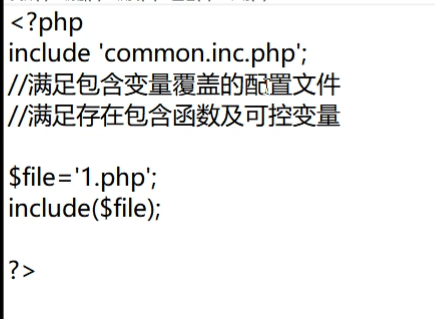 <?php
include 'common.inc.php';
//满足包含变量覆盖的配置文件
//满足存在包含函数及可控变量
$file='1.php';
include($file);
?>